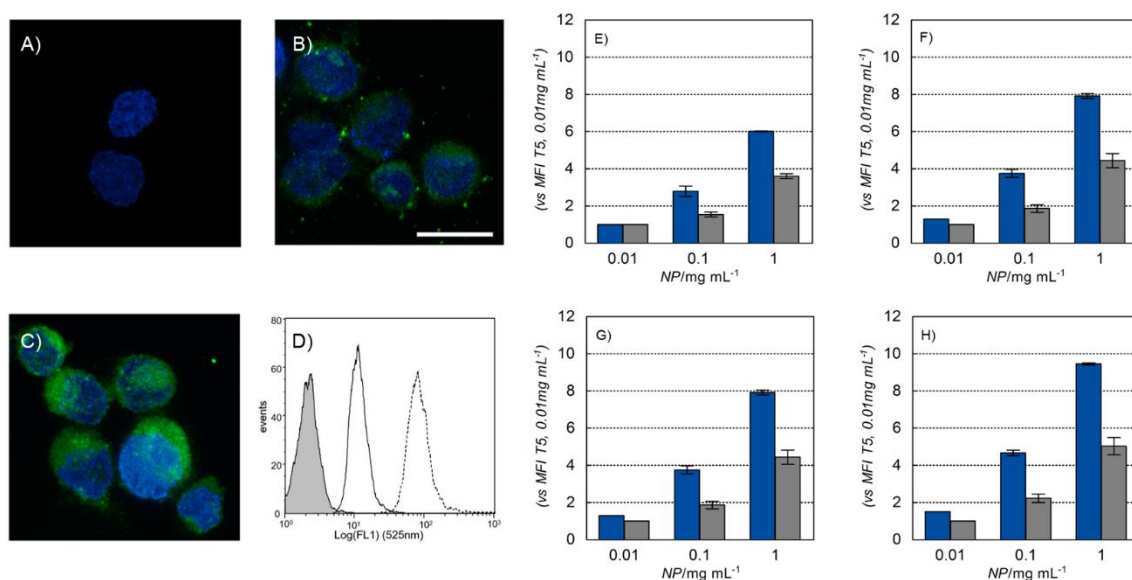 A)
B)
C)
D)
events
80
60
40
20
0
10⁰ 10¹ 10² 10³
Log(FL1) (525nm)
E)
(vs MFI T5, 0.01mg mL⁻¹)
12
10
8
6
4
2
0
0.01 0.1 1
NP/mg mL⁻¹
F)
(vs MFI T5, 0.01mg mL⁻¹)
12
10
8
6
4
2
0
0.01 0.1 1
NP/mg mL⁻¹
G)
(vs MFI T5, 0.01mg mL⁻¹)
12
10
8
6
4
2
0
0.01 0.1 1
NP/mg mL⁻¹
H)
(vs MFI T5, 0.01mg mL⁻¹)
12
10
8
6
4
2
0
0.01 0.1 1
NP/mg mL⁻¹